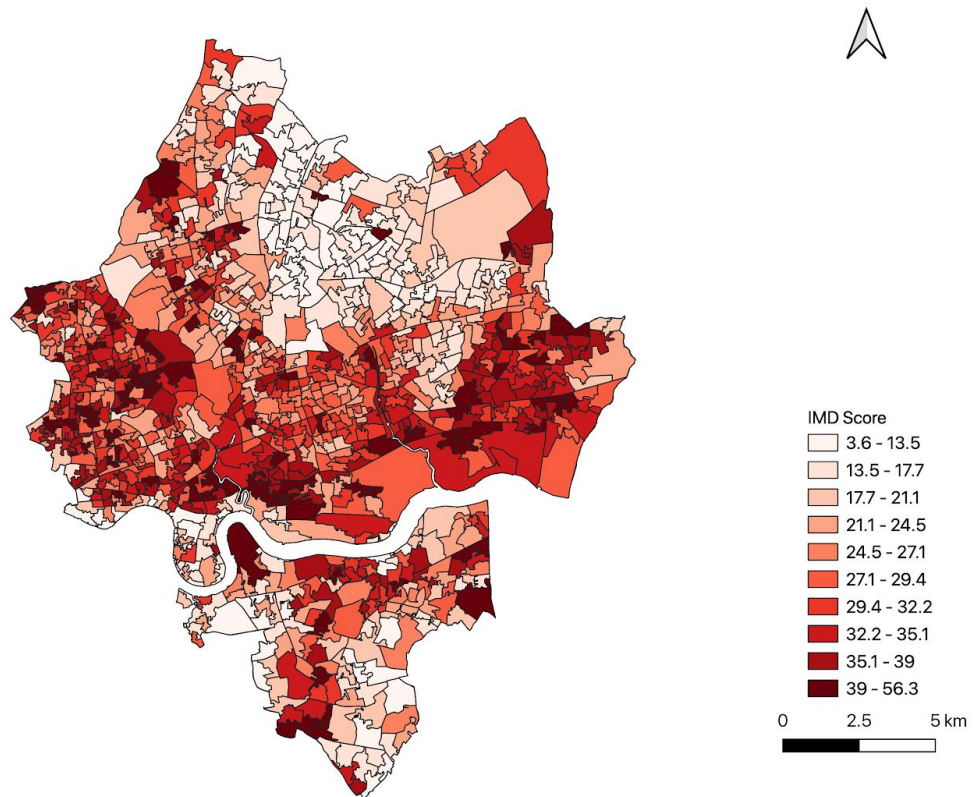 IMD Score
3.6 - 13.5
13.5 - 17.7
17.7 - 21.1
21.1 - 24.5
24.5 - 27.1
27.1 - 29.4
29.4 - 32.2
32.2 - 35.1
35.1 - 39
39 - 56.3
0 2.5 5 km